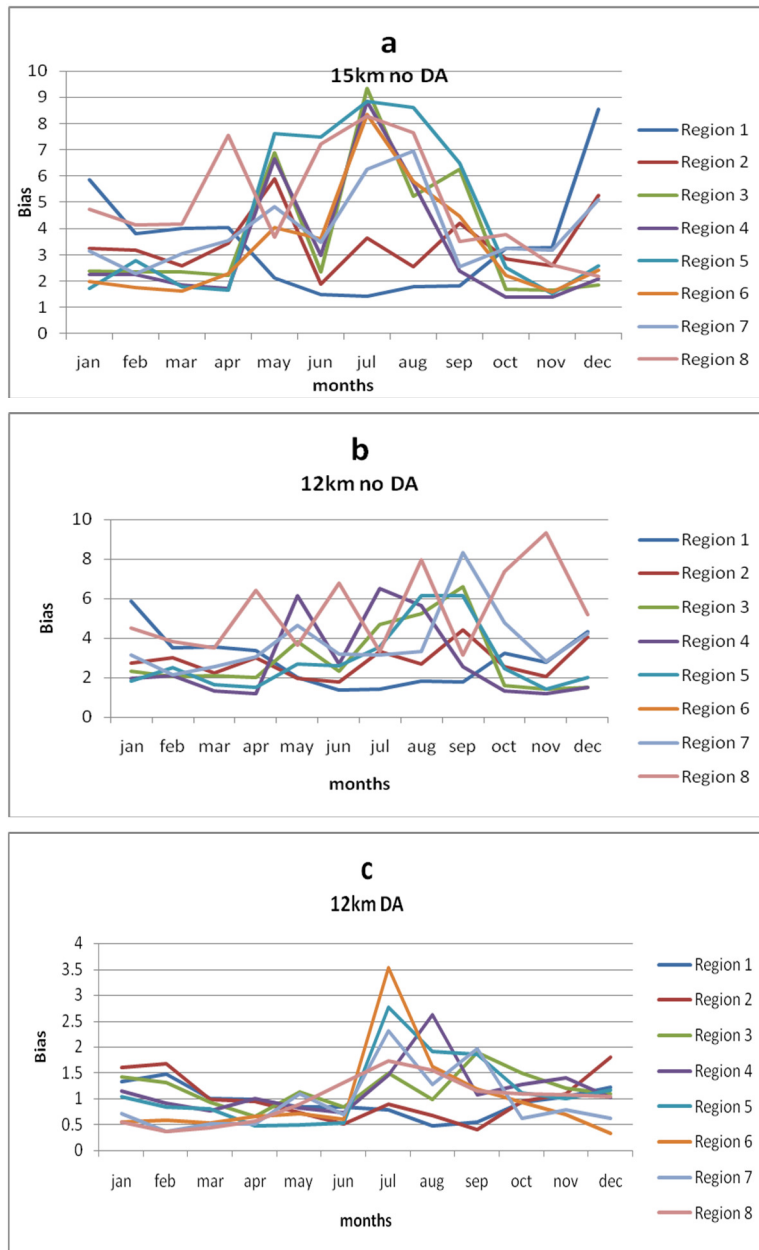 a
15km no DA
10
9
8
7
6
5
4
3
2
1
0
Bias
jan feb mar apr may jun jul aug sep oct nov dec
months
Region 1
Region 2
Region 3
Region 4
Region 5
Region 6
Region 7
Region 8
b
12km no DA
10
8
6
4
2
0
Bias
jan feb mar apr may jun jul aug sep oct nov dec
months
Region 1
Region 2
Region 3
Region 4
Region 5
Region 6
Region 7
Region 8
c
12km DA
4
3.5
3
2.5
2
1.5
1
0.5
0
Bias
jan feb mar apr may jun jul aug sep oct nov dec
months
Region 1
Region 2
Region 3
Region 4
Region 5
Region 6
Region 7
Region 8